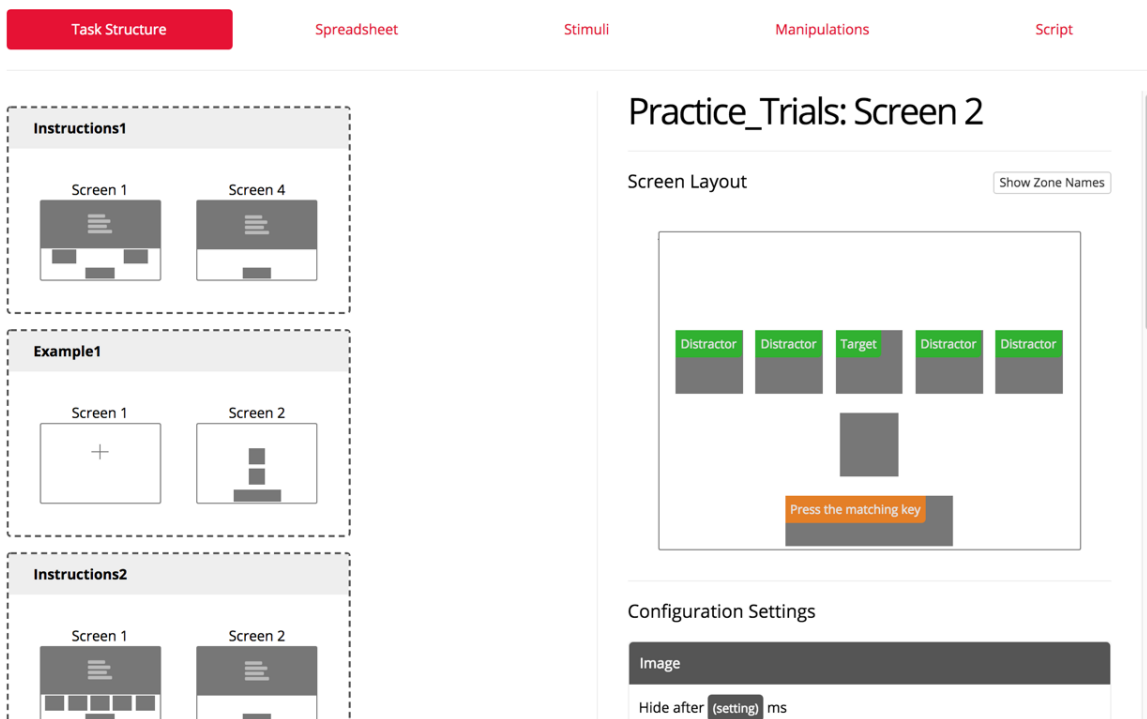 Task Structure Spreadsheet Stimuli Manipulations Script
Instructions1
Screen 1 Screen 4
Example1
Screen 1 Screen 2
Instructions2
Screen 1 Screen 2
Practice_Trials: Screen 2
Screen Layout Show Zone Names
Distractor Distractor Target Distractor Distractor
Press the matching key
Configuration Settings
Image
Hide after (setting) ms